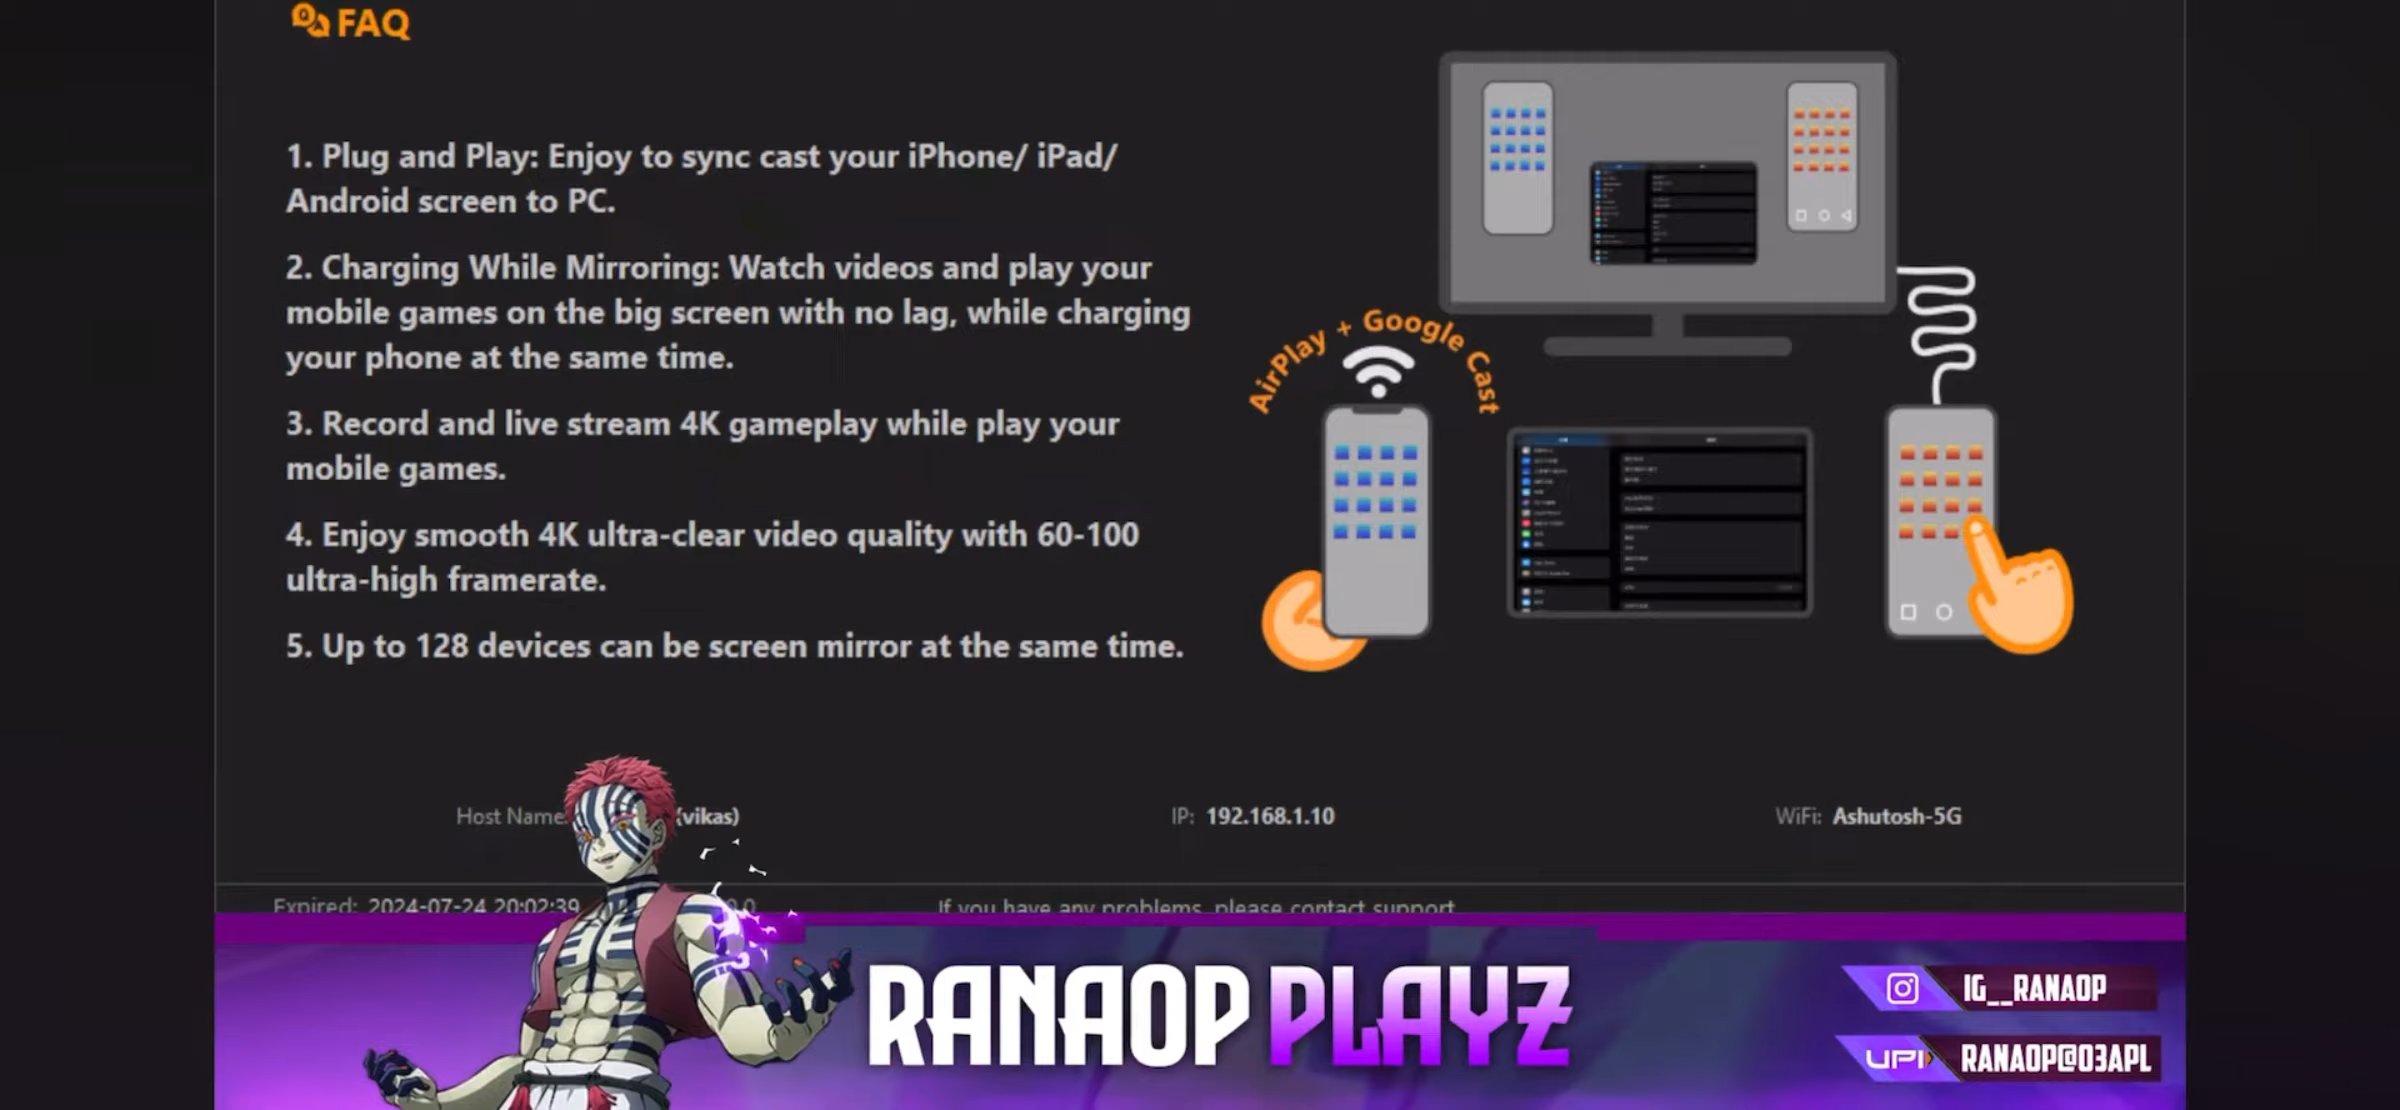 FAQ
1. Plug and Play: Enjoy to sync cast your iPhone/ iPad/
Android screen to PC.
2. Charging While Mirroring: Watch videos and play your
mobile games on the big screen with no lag, while charging
your phone at the same time.
3. Record and live stream 4K gameplay while play your
mobile games.
4. Enjoy smooth 4K ultra-clear video quality with 60-100
ultra-high framerate.
5. Up to 128 devices can be screen mirror at the same time.
AirPlay + Google Cast
Host Name (vikas)
IP: 192.168.1.10
WiFi: Ashutosh-5G
Expired: 2024-07-24 20:02:39
If you have any problems, please contact support
RANAOP PLAYZ
IG__RANAOP
UPI RANAOP@03APL